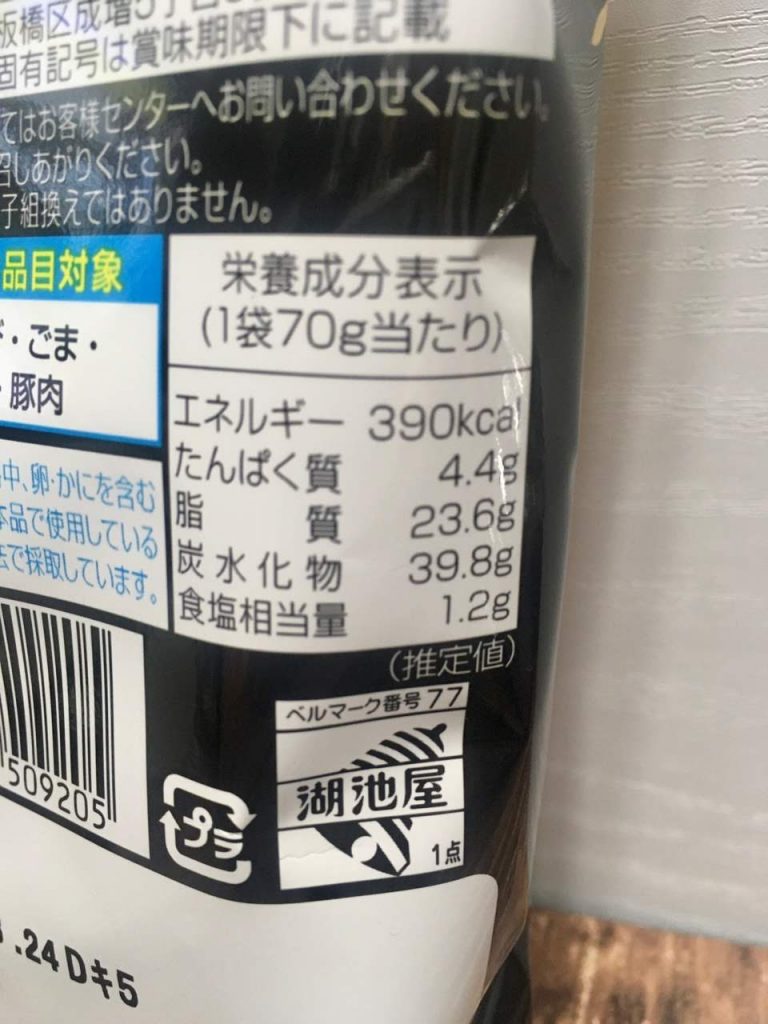 板橋区成増5丁目
固有記号は賞味期限下に記載
てはお客様センターへお問い合わせください。
召しあがりください。
子組換えではありません。
品目対象
・ごま・
・豚肉
中、卵・かにを含む
本品で使用している
法で採取しています。
栄養成分表示
(1袋70g当たり)
エネルギー 390kcal
たんぱく質 4.4g
脂質 23.6g
炭水化物 39.8g
食塩相当量 1.2g
(推定値)
509205
プラ
ベルマーク番号77
湖池屋
1点
.24Dキ5